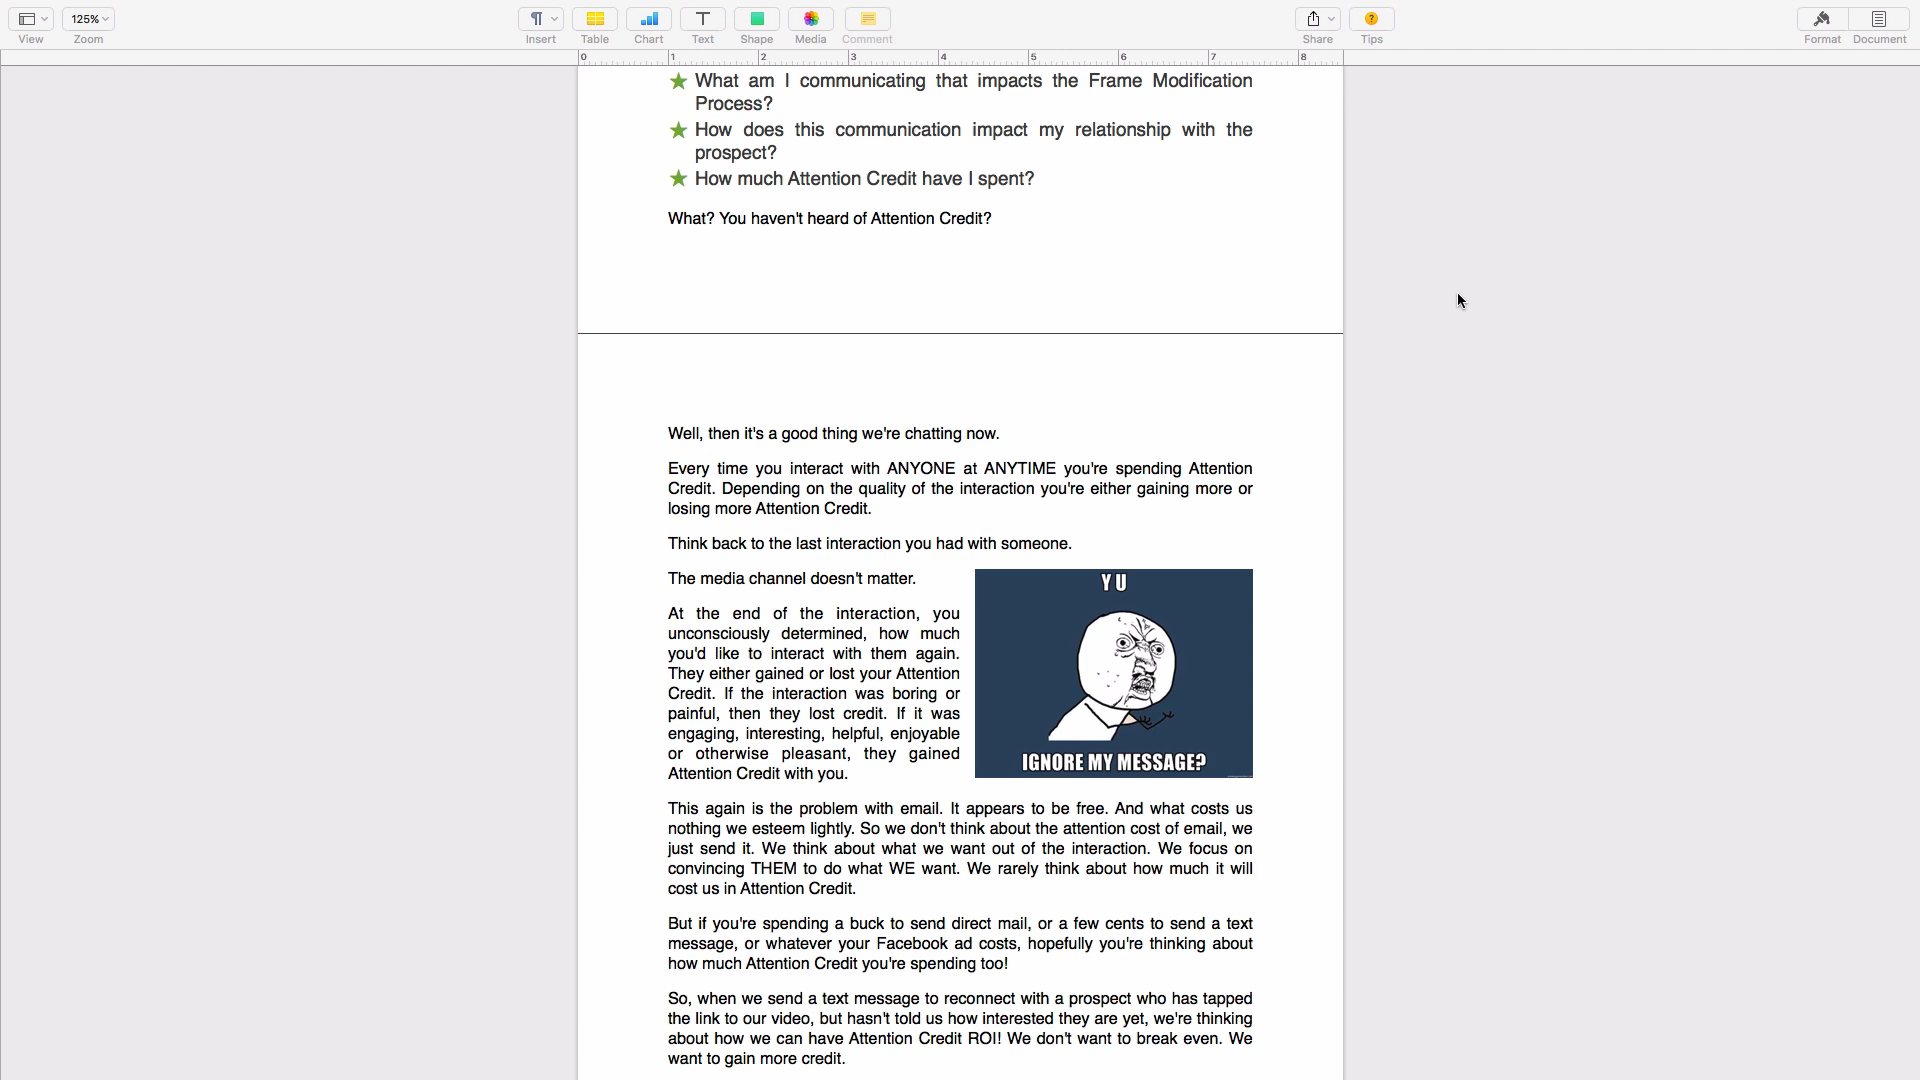 125%
View
Zoom
Insert
Table
Chart
Text
Shape
Media
Comment
Share
Tips
Format
Document
0 1 2 3 4 5 6 7 8
What am I communicating that impacts the Frame Modification
Process?
How does this communication impact my relationship with the
prospect?
How much Attention Credit have I spent?
What? You haven't heard of Attention Credit?
Well, then it's a good thing we're chatting now.
Every time you interact with ANYONE at ANYTIME you're spending Attention
Credit. Depending on the quality of the interaction you're either gaining more or
losing more Attention Credit.
Think back to the last interaction you had with someone.
The media channel doesn't matter.
At the end of the interaction, you
unconsciously determined, how much
you'd like to interact with them again.
They either gained or lost your Attention
Credit. If the interaction was boring or
painful, then they lost credit. If it was
engaging, interesting, helpful, enjoyable
or otherwise pleasant, they gained
Attention Credit with you.
Y U
IGNORE MY MESSAGE?
This again is the problem with email. It appears to be free. And what costs us
nothing we esteem lightly. So we don't think about the attention cost of email, we
just send it. We think about what we want out of the interaction. We focus on
convincing THEM to do what WE want. We rarely think about how much it will
cost us in Attention Credit.
But if you're spending a buck to send direct mail, or a few cents to send a text
message, or whatever your Facebook ad costs, hopefully you're thinking about
how much Attention Credit you're spending too!
So, when we send a text message to reconnect with a prospect who has tapped
the link to our video, but hasn't told us how interested they are yet, we're thinking
about how we can have Attention Credit ROI! We don't want to break even. We
want to gain more credit.